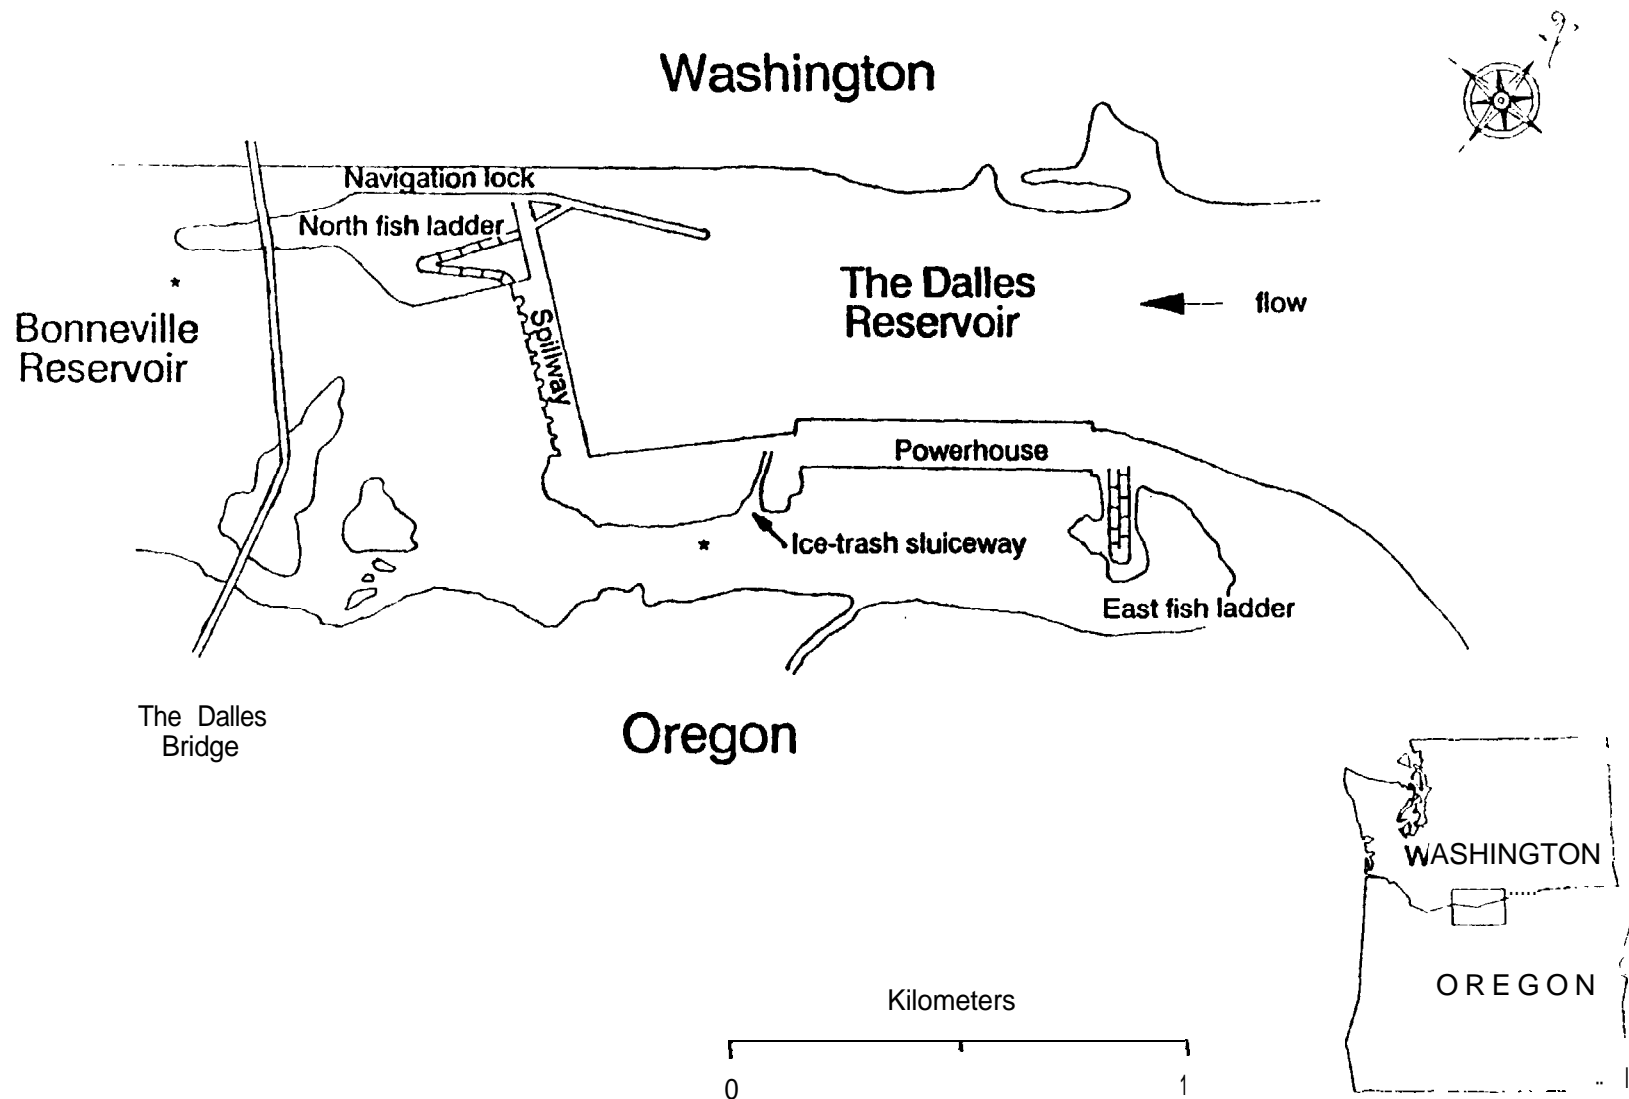 Washington
Navigation lock
North fish ladder
The Dalles
Reservoir
flow
Bonneville
Reservoir
Spillway
Powerhouse
Ice-trash sluiceway
East fish ladder
The Dalles
Bridge
Oregon
WASHINGTON
OREGON
Kilometers
0 1